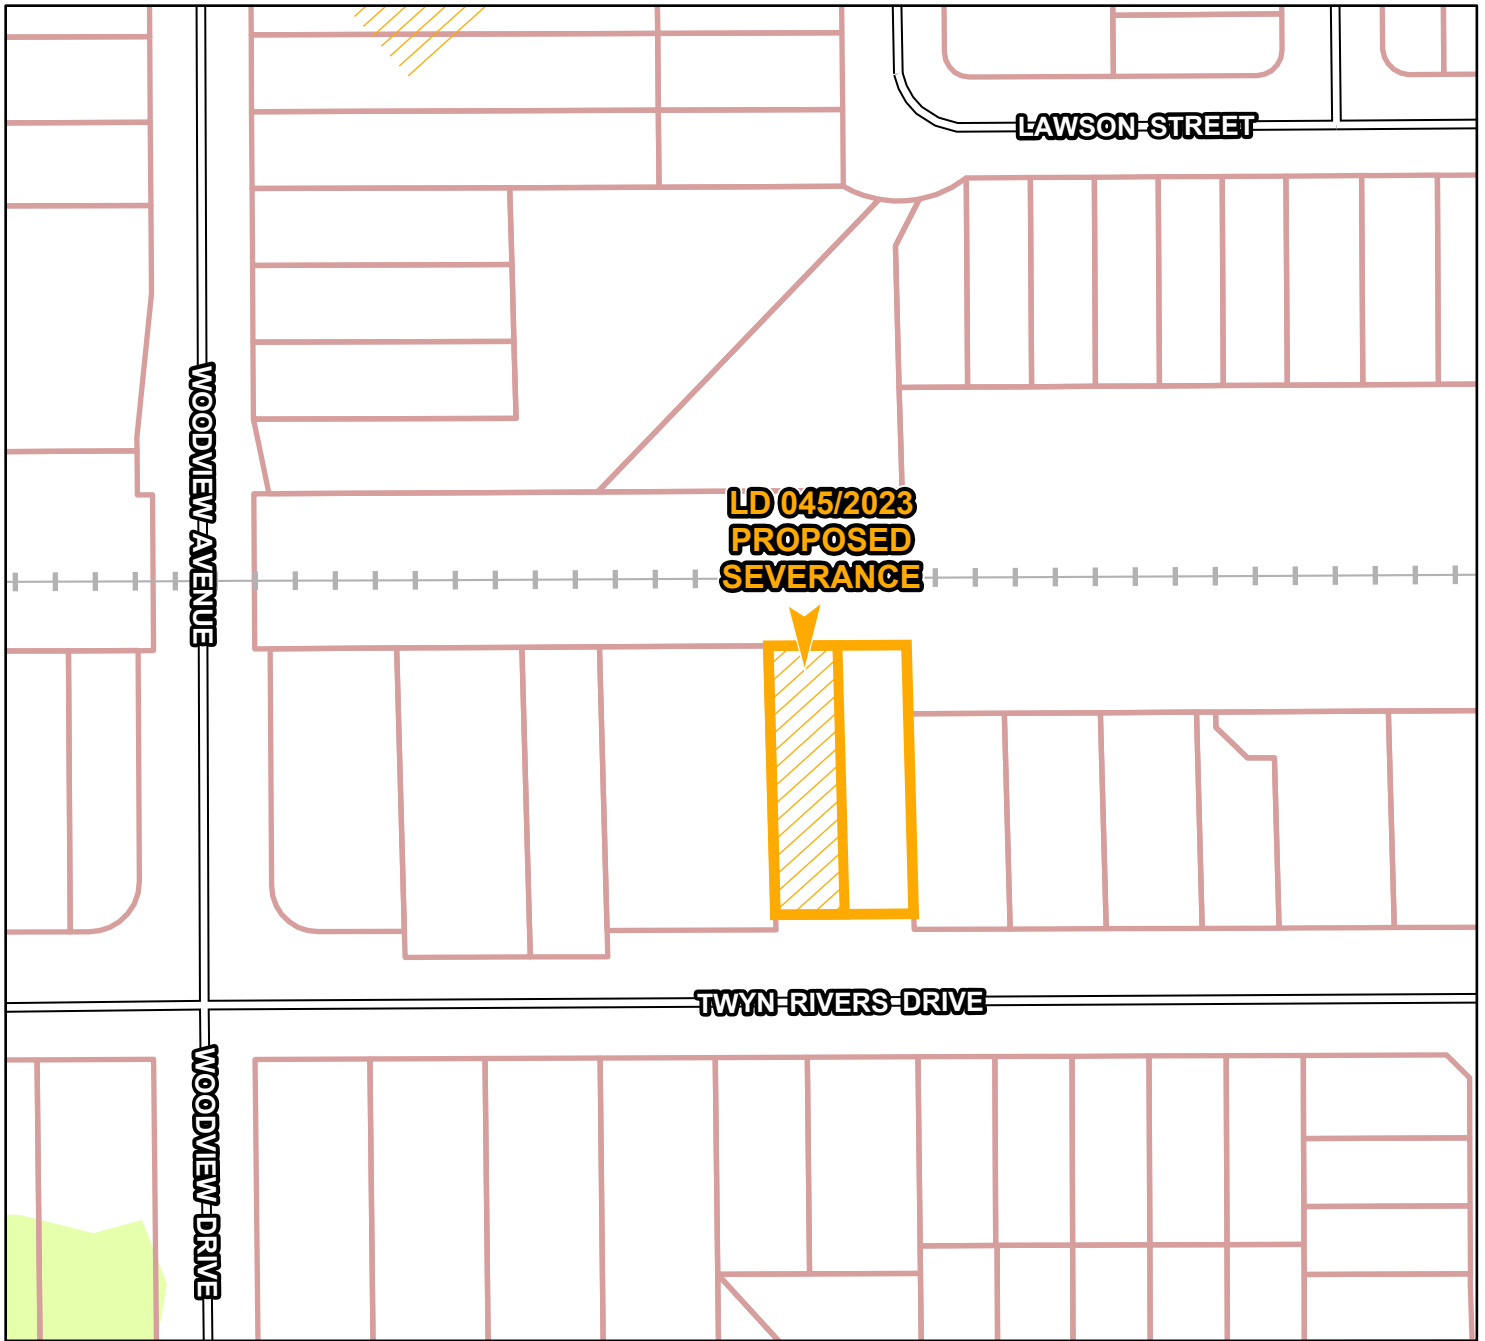 LAWSON STREET
WOODVIEW AVENUE
LD 045/2023
PROPOSED
SEVERANCE
TWYN RIVERS DRIVE
WOODVIEW DRIVE